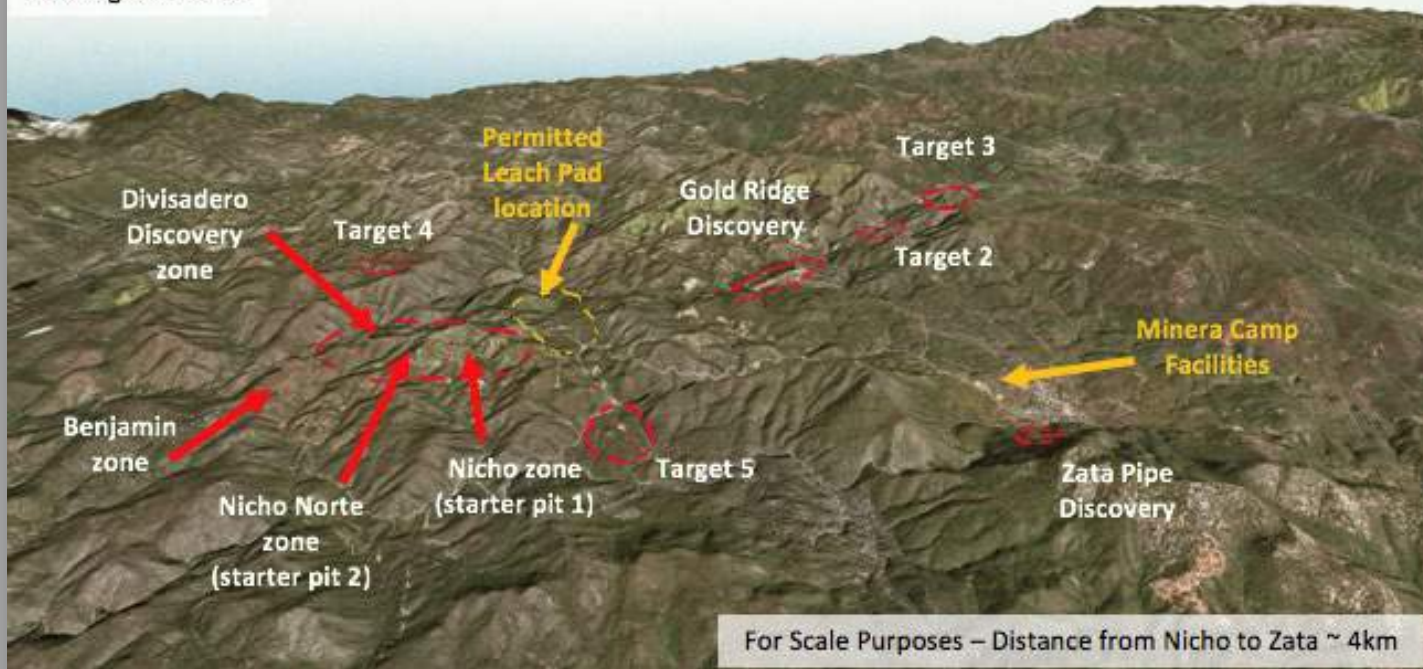 Permitted
Leach Pad
location
Target 3
Gold Ridge
Discovery
Divisadero
Discovery
zone
Target 4
Target 2
Minera Camp
Facilities
Benjamin
zone
Nicho zone
(starter pit 1)
Target 5
Nicho Norte
zone
(starter pit 2)
Zata Pipe
Discovery
For Scale Purposes – Distance from Nicho to Zata ~ 4km